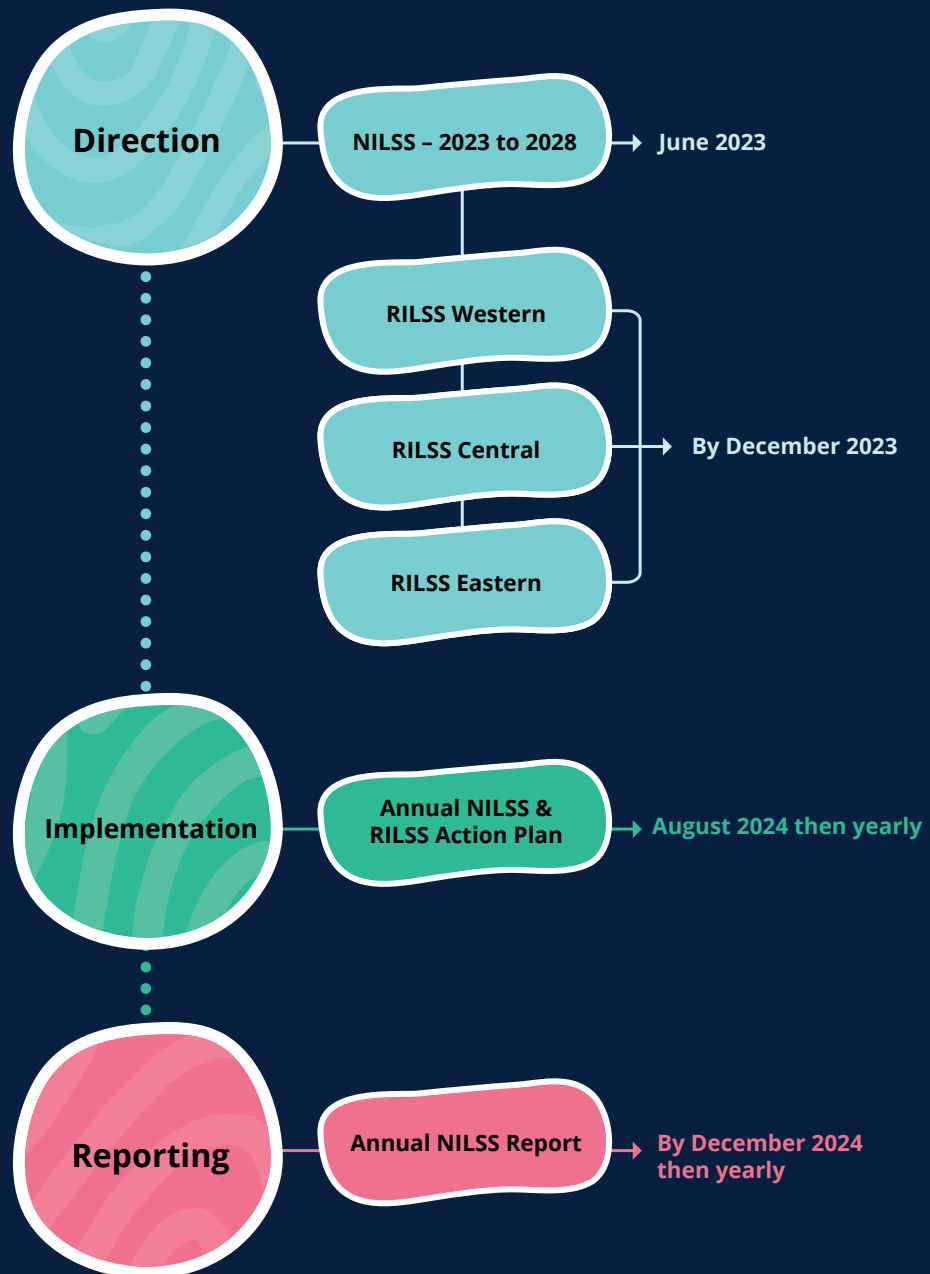 Direction
NILSS – 2023 to 2028
June 2023
RILSS Western
RILSS Central
By December 2023
RILSS Eastern
Implementation
Annual NILSS &
RILSS Action Plan
August 2024 then yearly
Reporting
Annual NILSS Report
By December 2024
then yearly